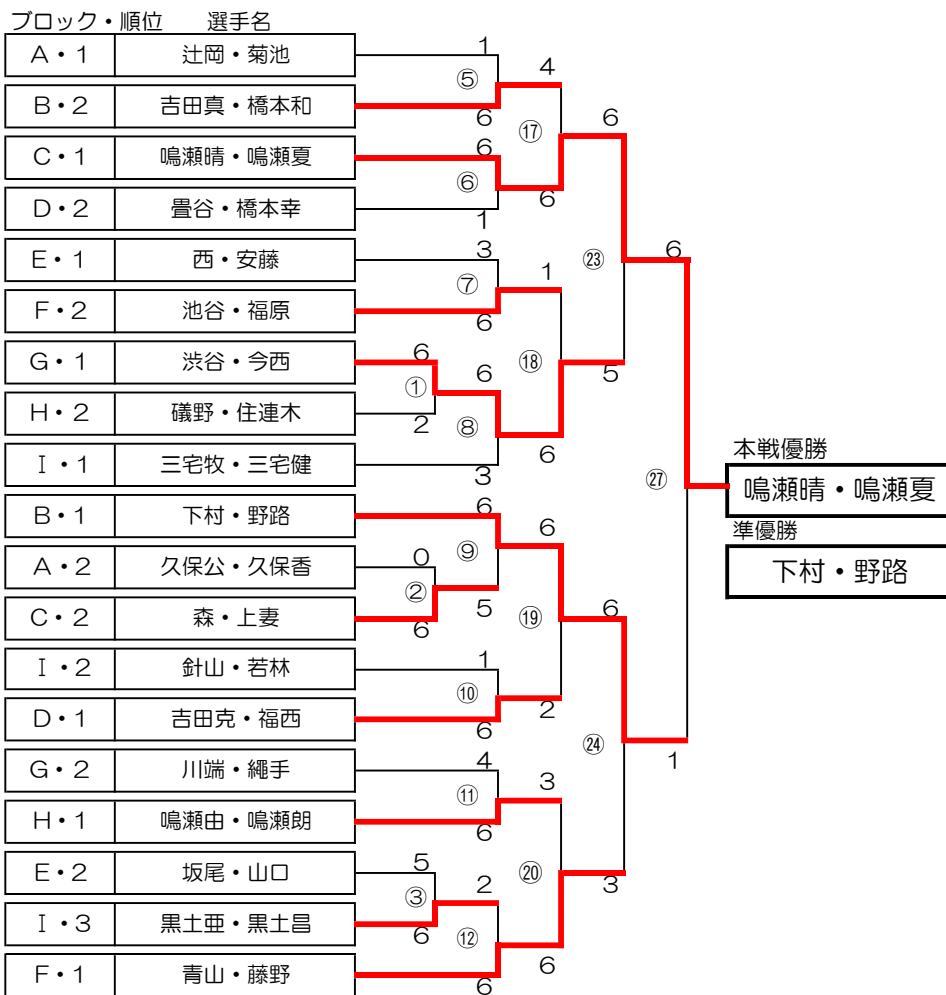 ブロック・順位 選手名
A・1 辻岡・菊池
B・2 吉田真・橋本和
C・1 鳴瀬晴・鳴瀬夏
D・2 畳谷・橋本幸
E・1 西・安藤
F・2 池谷・福原
G・1 渋谷・今西
H・2 礒野・住連木
I・1 三宅牧・三宅健
B・1 下村・野路
A・2 久保公・久保香
C・2 森・上妻
I・2 針山・若林
D・1 吉田克・福西
G・2 川端・縄手
H・1 鳴瀬由・鳴瀬朗
E・2 坂尾・山口
I・3 黒土亜・黒土昌
F・1 青山・藤野
6
①
2
0
②
6
5
③
6
1
⑤
6
6
⑥
1
3
⑦
6
6
⑧
3
6
⑨
5
1
⑩
6
4
⑪
6
2
⑫
6
4
⑰
6
1
⑱
6
6
⑲
2
3
⑳
6
6
㉓
5
6
㉔
3
6
㉗
1
本戦優勝
鳴瀬晴・鳴瀬夏
準優勝
下村・野路